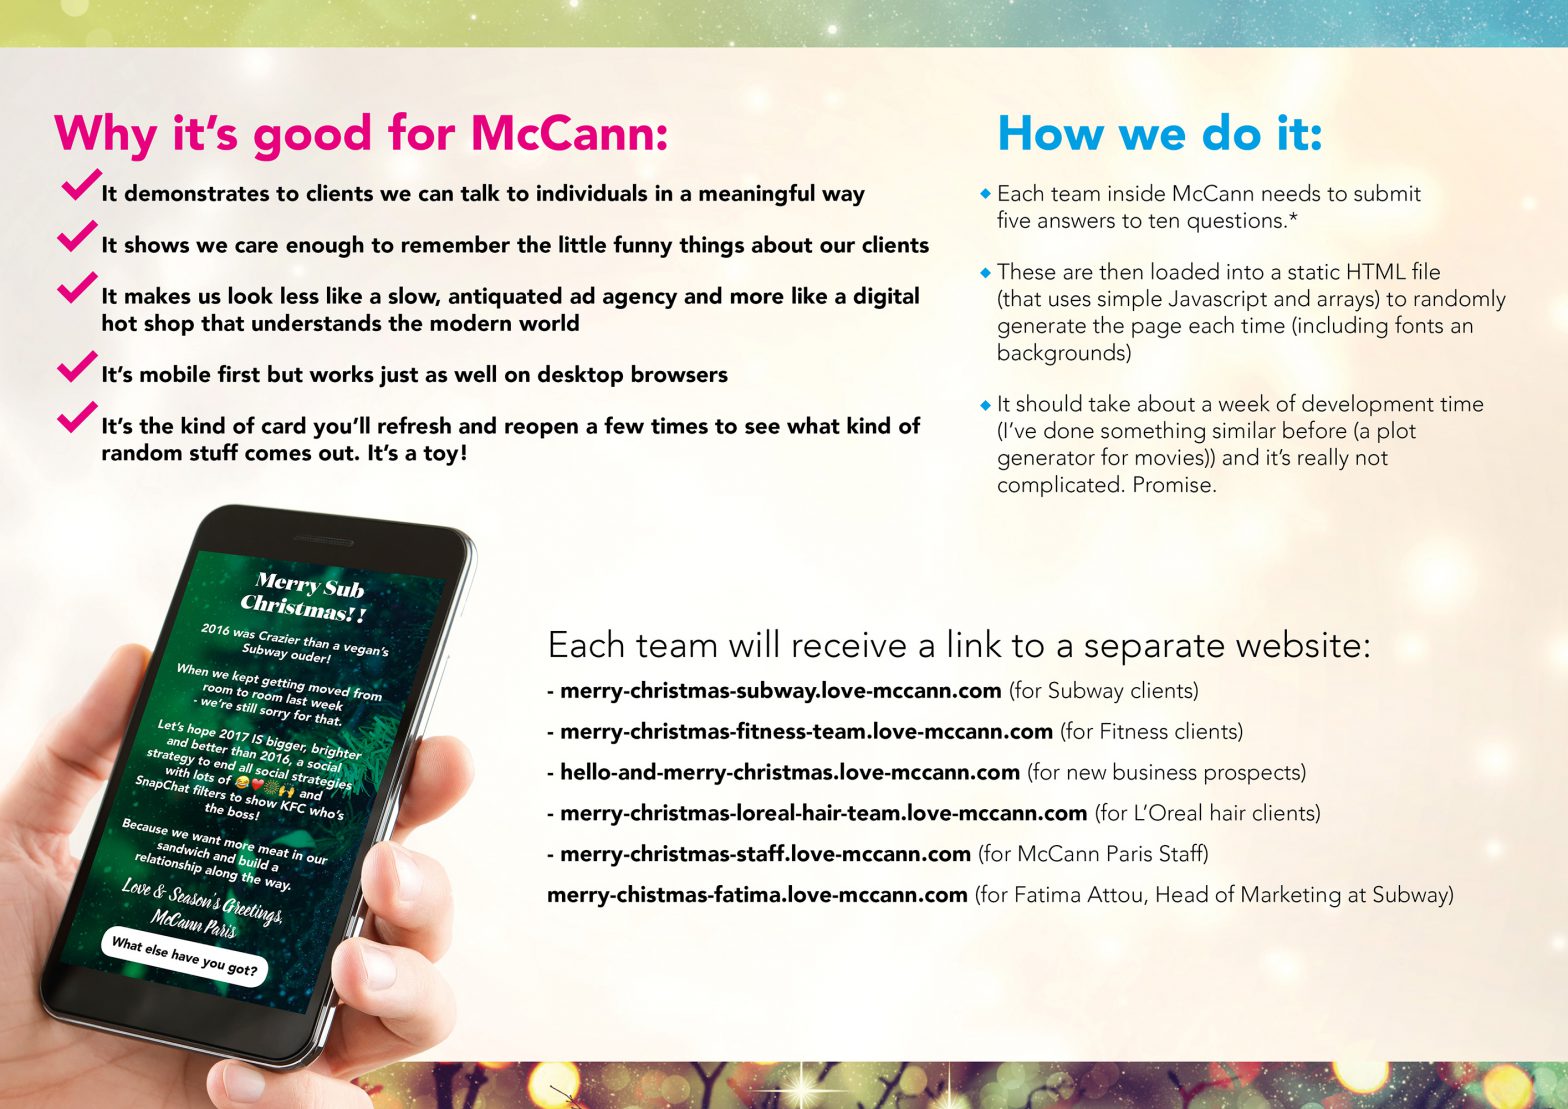 Why it's good for McCann:
It demonstrates to clients we can talk to individuals in a meaningful way
It shows we care enough to remember the little funny things about our clients
It makes us look less like a slow, antiquated ad agency and more like a digital
hot shop that understands the modern world
It's mobile first but works just as well on desktop browsers
It's the kind of card you'll refresh and reopen a few times to see what kind of
random stuff comes out. It's a toy!
How we do it:
Each team inside McCann needs to submit
five answers to ten questions.*
These are then loaded into a static HTML file
(that uses simple Javascript and arrays) to randomly
generate the page each time (including fonts an
backgrounds)
It should take about a week of development time
(I've done something similar before (a plot
generator for movies)) and it's really not
complicated. Promise.
Merry Sub
Christmas!!
2016 was Crazier than a vegan's
Subway ouder!
When we kept getting moved from
room to room last week
- we're still sorry for that.
Let's hope 2017 IS bigger, brighter
and better than 2016, a social
strategy to end all social strategies
with lots of 😂❤️🎆🙌 and
SnapChat filters to show KFC who's
the boss!
Because we want more meat in our
sandwich and build a
relationship along the way.
Love & Season's Greetings,
McCann Paris
What else have you got?
Each team will receive a link to a separate website:
- merry-christmas-subway.love-mccann.com (for Subway clients)
- merry-christmas-fitness-team.love-mccann.com (for Fitness clients)
- hello-and-merry-christmas.love-mccann.com (for new business prospects)
- merry-christmas-loreal-hair-team.love-mccann.com (for L'Oreal hair clients)
- merry-christmas-staff.love-mccann.com (for McCann Paris Staff)
merry-chistmas-fatima.love-mccann.com (for Fatima Attou, Head of Marketing at Subway)